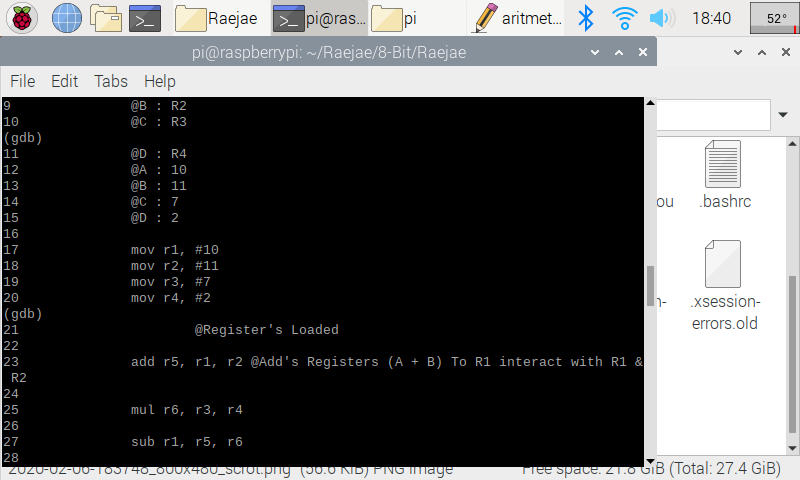 Raejae
pi@ras...
pi
aritmet...
18:40
52°
pi@raspberrypi: ~/Raejae/8-Bit/Raejae
File Edit Tabs Help
9 @B : R2
10 @C : R3
(gdb)
11 @D : R4
12 @A : 10
13 @B : 11
14 @C : 7
15 @D : 2
16
17 mov r1, #10
18 mov r2, #11
19 mov r3, #7
20 mov r4, #2
(gdb)
21 @Register's Loaded
22
23 add r5, r1, r2 @Add's Registers (A + B) To R1 interact with R1 &
R2
24
25 mul r6, r3, r4
26
27 sub r1, r5, r6
28
ou
.bashrc
n-
.xsession-
errors.old
2020-02-06-183748_800x480_scrot.png (56.6 KiB) PNG image
Free space: 21.8 GiB (Total: 27.4 GiB)